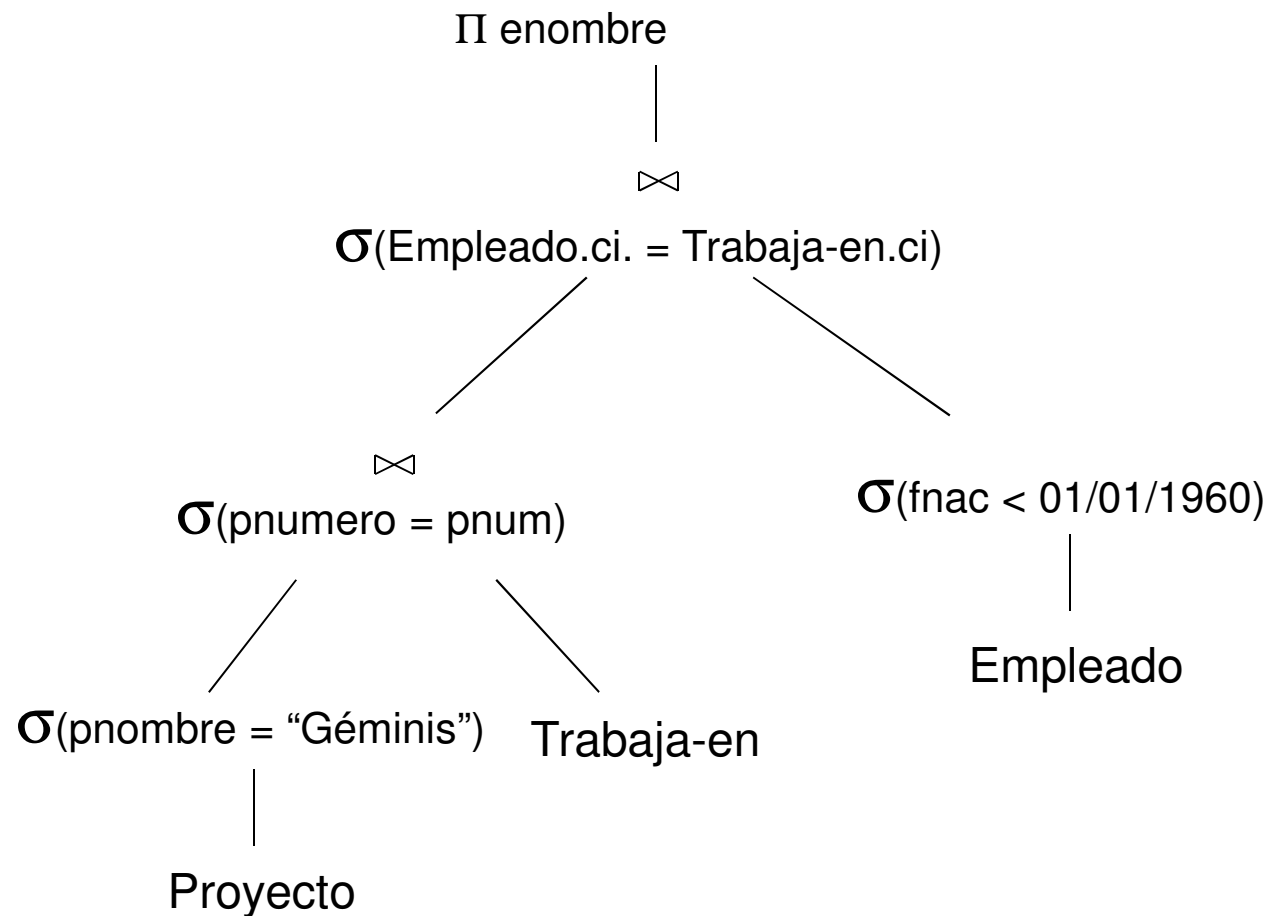 Π enombre
⋈
σ(Empleado.ci. = Trabaja-en.ci)
⋈
σ(pnumero = pnum)
σ(fnac < 01/01/1960)
Empleado
σ(pnombre = “Géminis”)
Trabaja-en
Proyecto